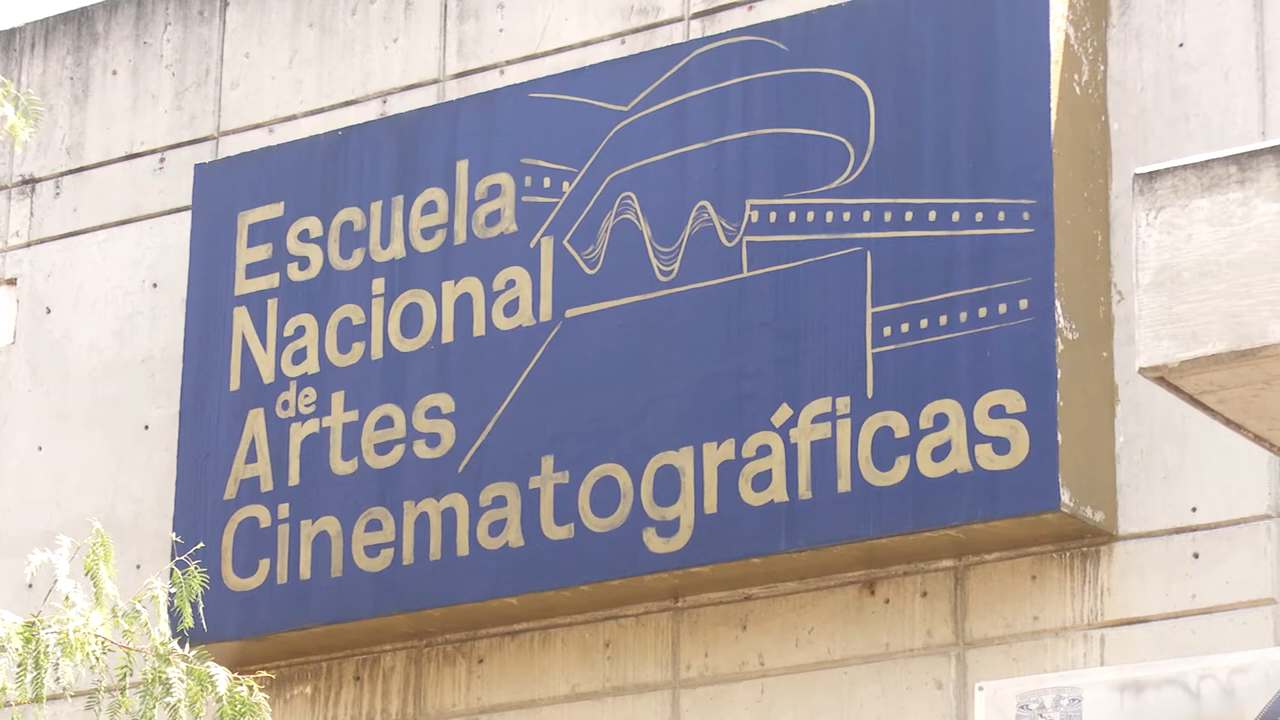 Escuela
Nacional
de
Artes
Cinematográficas